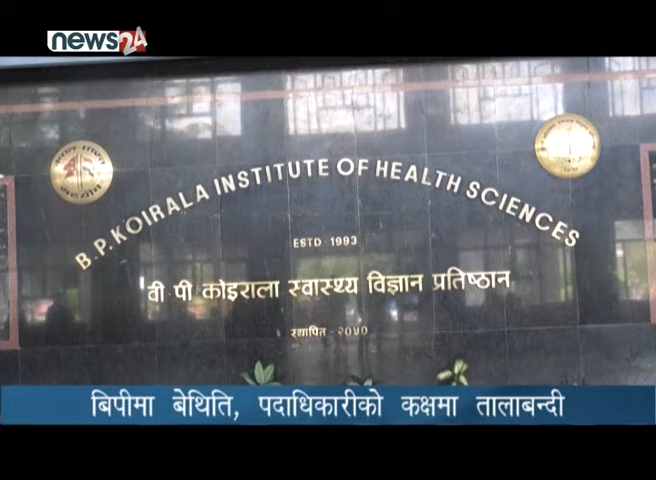 news24
B.P.KOIRALA INSTITUTE OF HEALTH SCIENCES
ESTD 1993
वी पी कोइराला स्वास्थ्य विज्ञान प्रतिष्ठान
स्थापित - २०५०
बिपीमा बेथिति, पदाधिकारीको कक्षमा तालाबन्दी